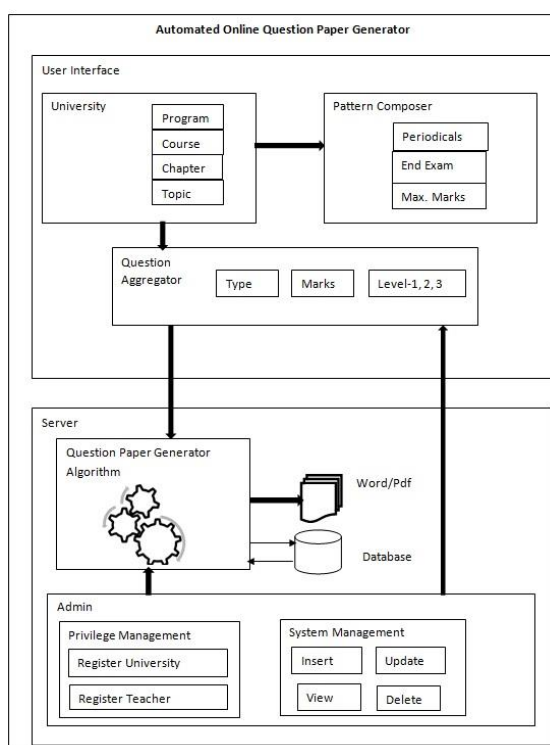 Automated Online Question Paper Generator
User Interface
University
Program
Course
Chapter
Topic
Pattern Composer
Periodicals
End Exam
Max. Marks
Question
Aggregator
Type
Marks
Level-1, 2, 3
Server
Question Paper Generator
Algorithm
Word/Pdf
Database
Admin
Privilege Management
Register University
Register Teacher
System Management
Insert
Update
View
Delete